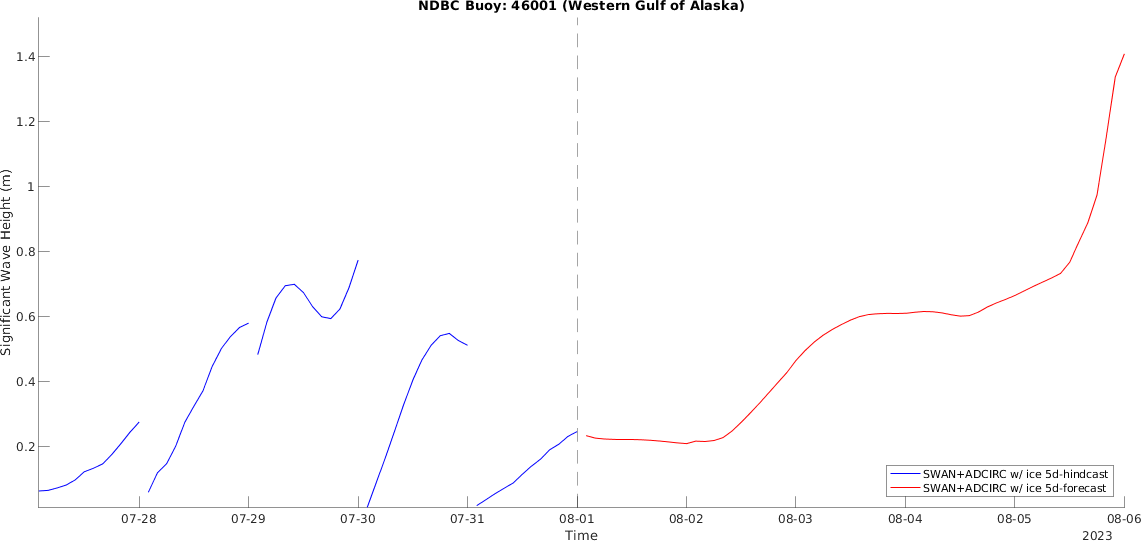 NDBC Buoy: 46001 (Western Gulf of Alaska)
Significant Wave Height (m)
1.4
1.2
1
0.8
0.6
0.4
0.2
SWAN+ADCIRC w/ ice 5d-hindcast
SWAN+ADCIRC w/ ice 5d-forecast
07-28 07-29 07-30 07-31 08-01 08-02 08-03 08-04 08-05 08-06
Time
2023